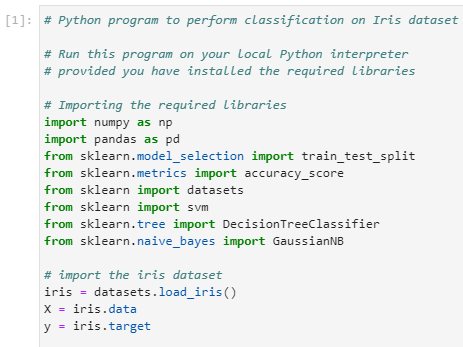 [1]: # Python program to perform classification on Iris dataset
# Run this program on your local Python interpreter
# provided you have installed the required libraries
# Importing the required libraries
import numpy as np
import pandas as pd
from sklearn.model_selection import train_test_split
from sklearn.metrics import accuracy_score
from sklearn import datasets
from sklearn import svm
from sklearn.tree import DecisionTreeClassifier
from sklearn.naive_bayes import GaussianNB
# import the iris dataset
iris = datasets.load_iris()
X = iris.data
y = iris.target